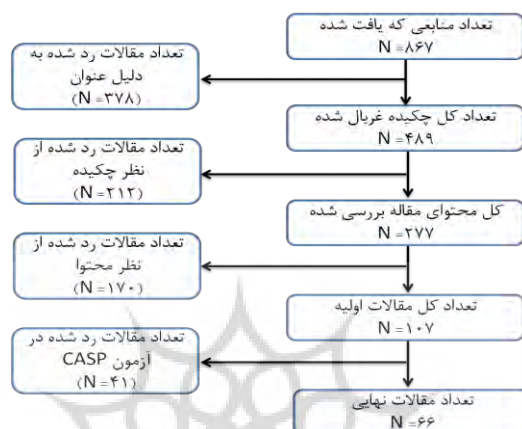 تعداد منابعی که یافت شده
N =۸۶۷
تعداد مقالات رد شده به
دلیل عنوان
(N =۳۷۸)
تعداد کل چکیده غربال شده
N =۴۸۹
تعداد مقالات رد شده از
نظر چکیده
(N =۲۱۲)
کل محتوای مقاله بررسی شده
N =۲۷۷
تعداد مقالات رد شده از
نظر محتوا
(N =۱۷۰)
تعداد کل مقالات اولیه
N =۱۰۷
تعداد مقالات رد شده در
آزمون CASP
(N =۴۱)
تعداد مقالات نهایی
N =۶۶